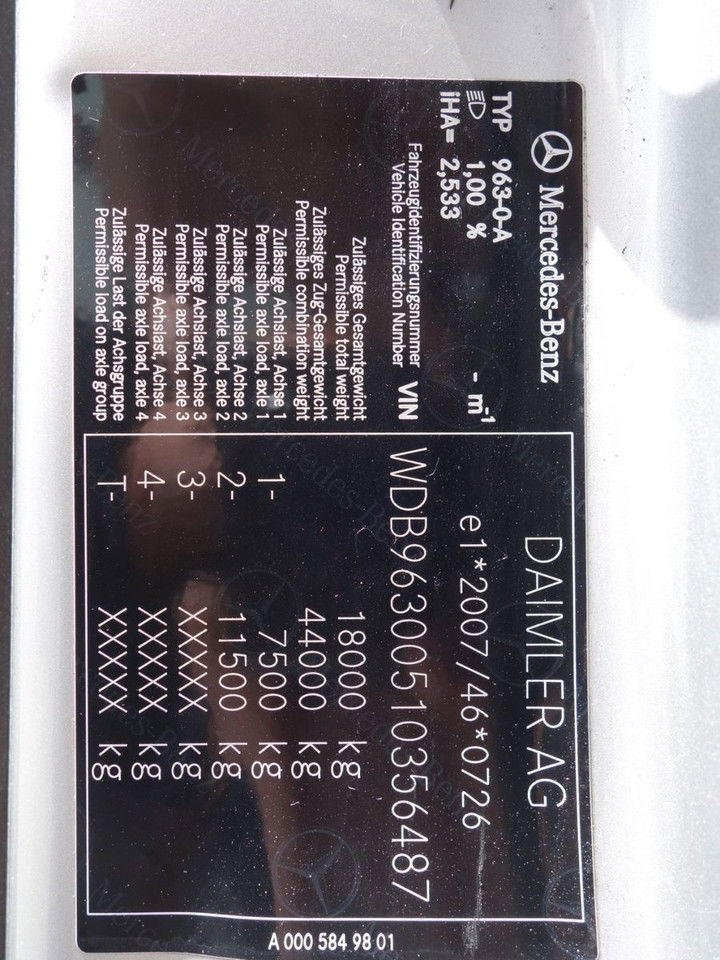 Mercedes-Benz
DAIMLER AG
TYP 963-0-A
1,00 % - m-¹
e1*2007/46*0726
iHA= 2,533
Fahrzeugidentifizierungsnummer
Vehicle Identification Number VIN WDB9630051O356487
Zulässiges Gesamtgewicht
Permissible total weight 18000 kg
Zulässiges Zug-Gesamtgewicht
Permissible combination weight 44000 kg
Zulässige Achslast, Achse 1
Permissible axle load, axle 1 1- 7500 kg
Zulässige Achslast, Achse 2
Permissible axle load, axle 2 2- 11500 kg
Zulässige Achslast, Achse 3
Permissible axle load, axle 3 3- XXXXX kg
Zulässige Achslast, Achse 4
Permissible axle load, axle 4 4- XXXXX kg
Zulässige Last der Achsgruppe
Permissible load on axle group T- XXXXX kg
A 000 584 98 01